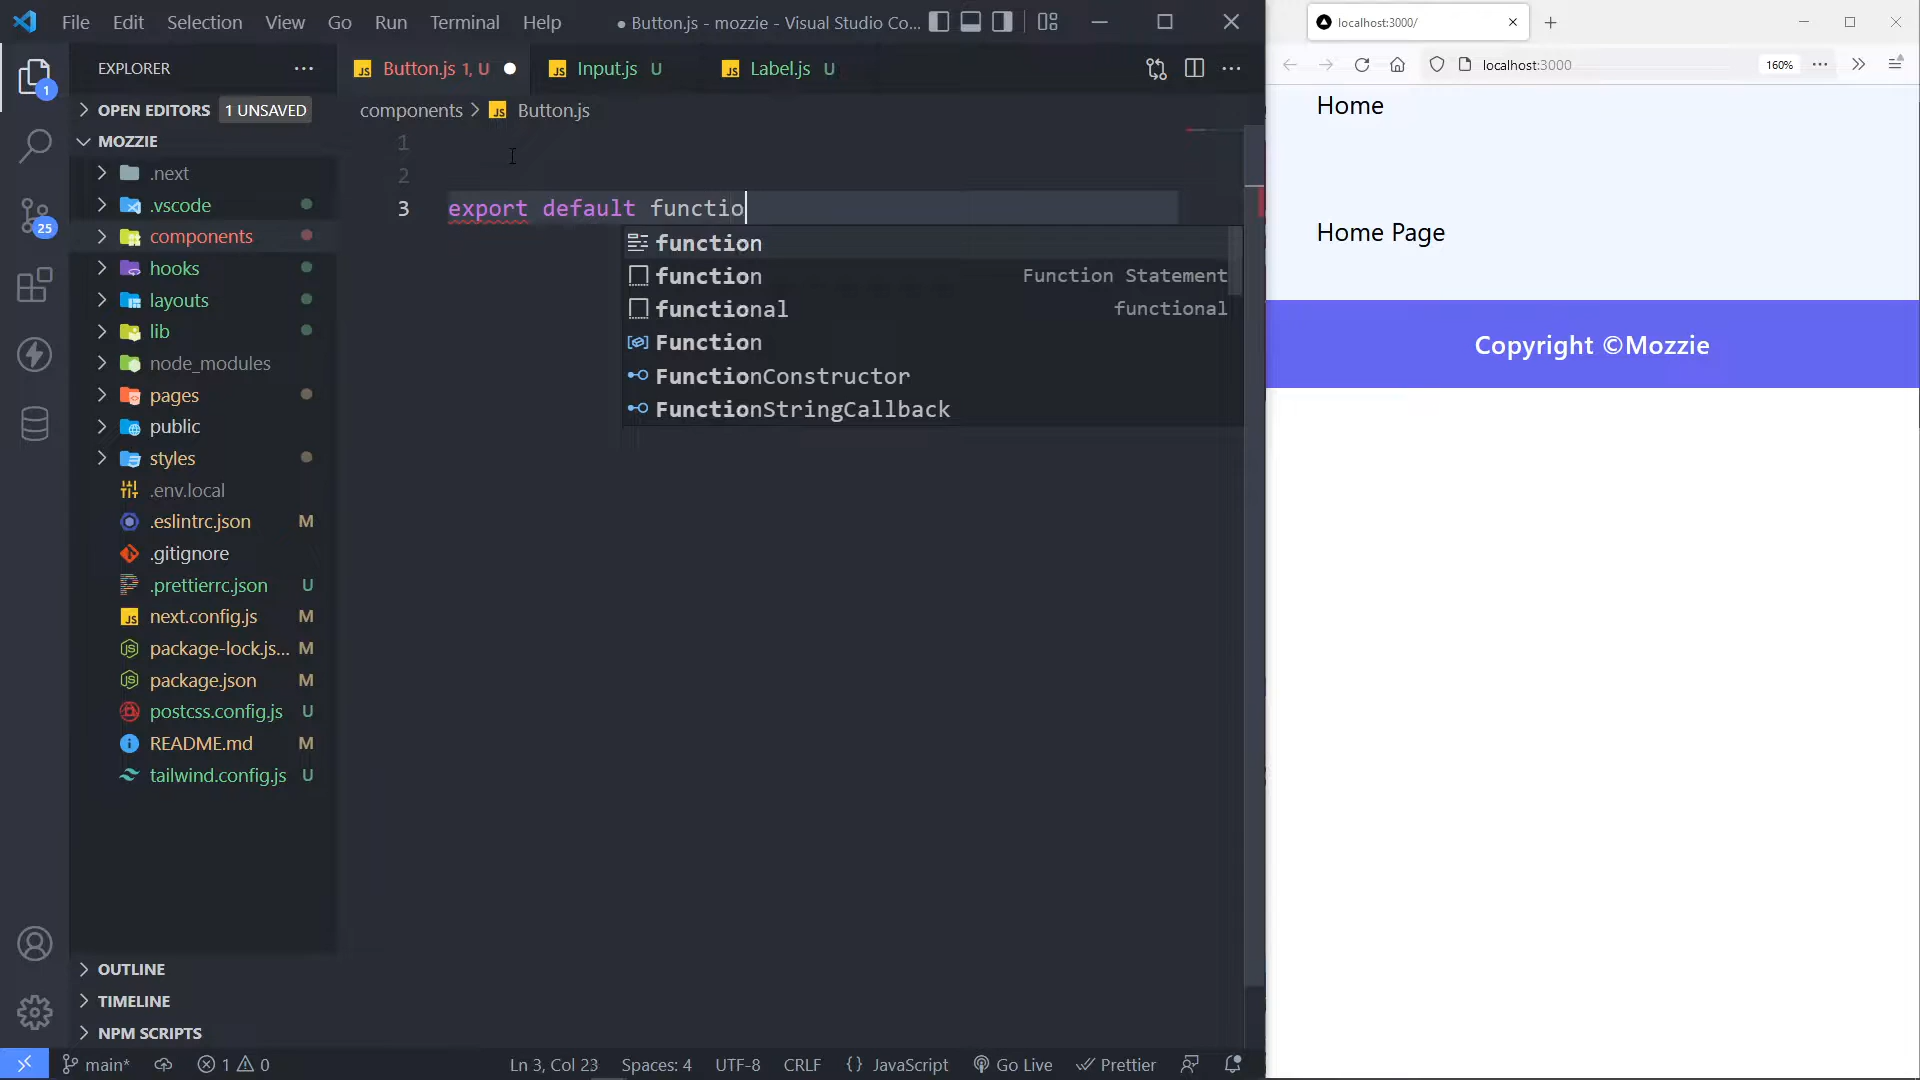 File Edit Selection View Go Run Terminal Help
● Button.js - mozzie - Visual Studio Co...
EXPLORER
OPEN EDITORS 1 UNSAVED
MOZZIE
.next
.vscode
components
hooks
layouts
lib
node_modules
pages
public
styles
.env.local
.eslintrc.json M
.gitignore
.prettierrc.json U
next.config.js M
package-lock.js... M
package.json M
postcss.config.js U
README.md M
tailwind.config.js U
OUTLINE
TIMELINE
NPM SCRIPTS
1
25
Button.js 1, U
Input.js U
Label.js U
components > Button.js
1
2
3 export default functio
function
function Function Statement
functional functional
Function
FunctionConstructor
FunctionStringCallback
main* 1 0 Ln 3, Col 23 Spaces: 4 UTF-8 CRLF {} JavaScript Go Live Prettier
localhost:3000/
localhost:3000 160%
Home
Home Page
Copyright ©Mozzie